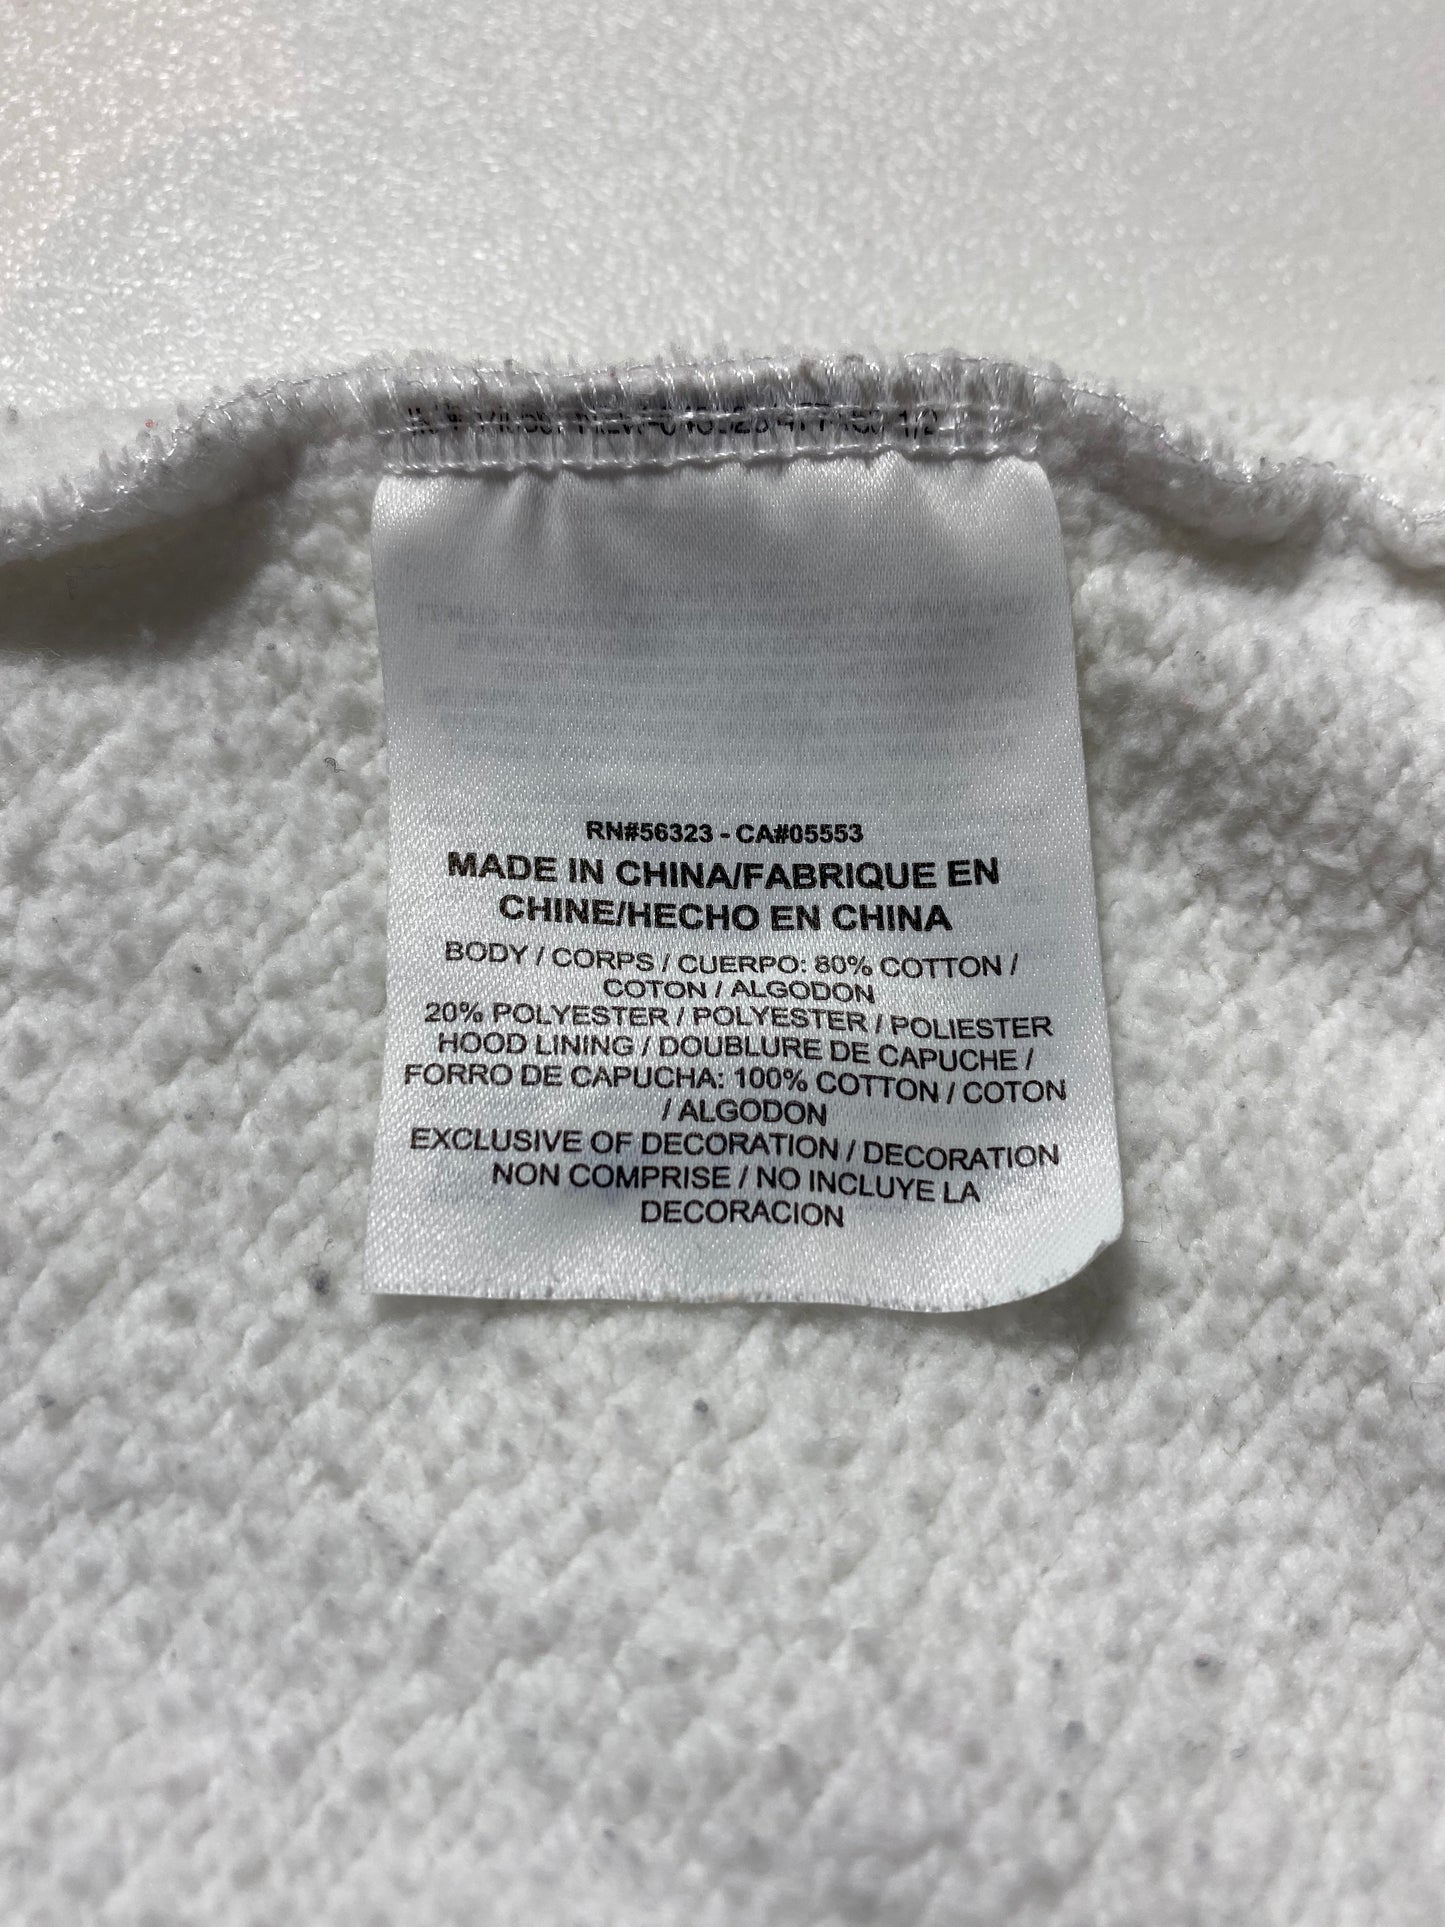 RN#56323 - CA#05553
MADE IN CHINA/FABRIQUE EN
CHINE/HECHO EN CHINA
BODY / CORPS / CUERPO: 80% COTTON /
COTON / ALGODON
20% POLYESTER / POLYESTER / POLIESTER
HOOD LINING / DOUBLURE DE CAPUCHE /
FORRO DE CAPUCHA: 100% COTTON / COTON
/ ALGODON
EXCLUSIVE OF DECORATION / DECORATION
NON COMPRISE / NO INCLUYE LA
DECORACION